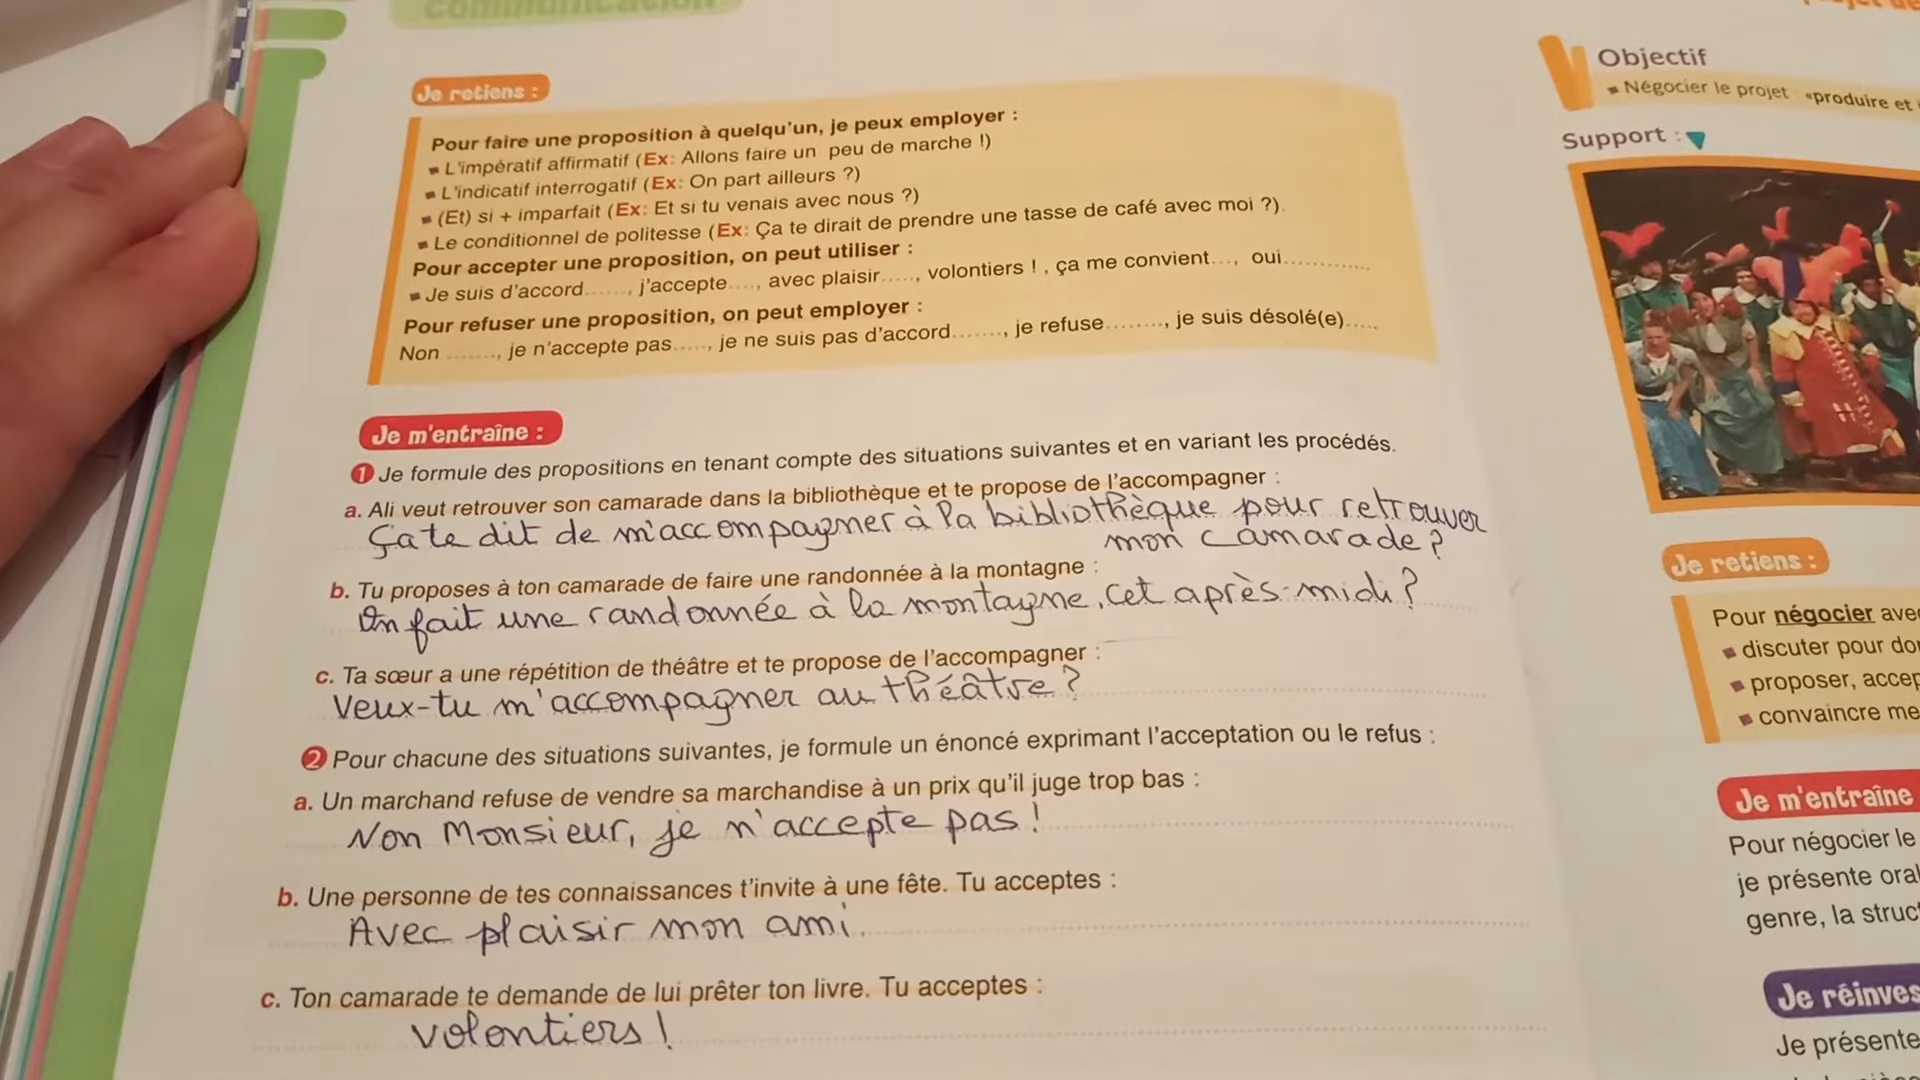 communication
Je retiens :
Pour faire une proposition à quelqu'un, je peux employer :
▪ L'impératif affirmatif (Ex: Allons faire un peu de marche !)
▪ L'indicatif interrogatif (Ex: On part ailleurs ?)
▪ (Et) si + imparfait (Ex: Et si tu venais avec nous ?)
▪ Le conditionnel de politesse (Ex: Ça te dirait de prendre une tasse de café avec moi ?).
Pour accepter une proposition, on peut utiliser :
▪ Je suis d'accord......, j'accepte...., avec plaisir....., volontiers ! , ça me convient..., oui............
Pour refuser une proposition, on peut employer :
Non ......., je n'accepte pas....., je ne suis pas d'accord......., je refuse........, je suis désolé(e).....
Je m'entraîne :
1 Je formule des propositions en tenant compte des situations suivantes et en variant les procédés.
a. Ali veut retrouver son camarade dans la bibliothèque et te propose de l'accompagner :
Ça te dit de m'accompagner à la bibliothèque pour retrouver
mon camarade ?
b. Tu proposes à ton camarade de faire une randonnée à la montagne :
On fait une randonnée à la montagne, cet après-midi ?
c. Ta sœur a une répétition de théâtre et te propose de l'accompagner :
Veux-tu m'accompagner au théâtre ?
2 Pour chacune des situations suivantes, je formule un énoncé exprimant l'acceptation ou le refus :
a. Un marchand refuse de vendre sa marchandise à un prix qu'il juge trop bas :
Non Monsieur, je n'accepte pas !
b. Une personne de tes connaissances t'invite à une fête. Tu acceptes :
Avec plaisir mon ami.
c. Ton camarade te demande de lui prêter ton livre. Tu acceptes :
volontiers !
Objectif
▪ Négocier le projet «produire et
Support :
Je retiens :
Pour négocier ave
▪ discuter pour do
▪ proposer, accep
▪ convaincre me
Je m'entraîne
Pour négocier le
je présente oral
genre, la struc
Je réinves
Je présente